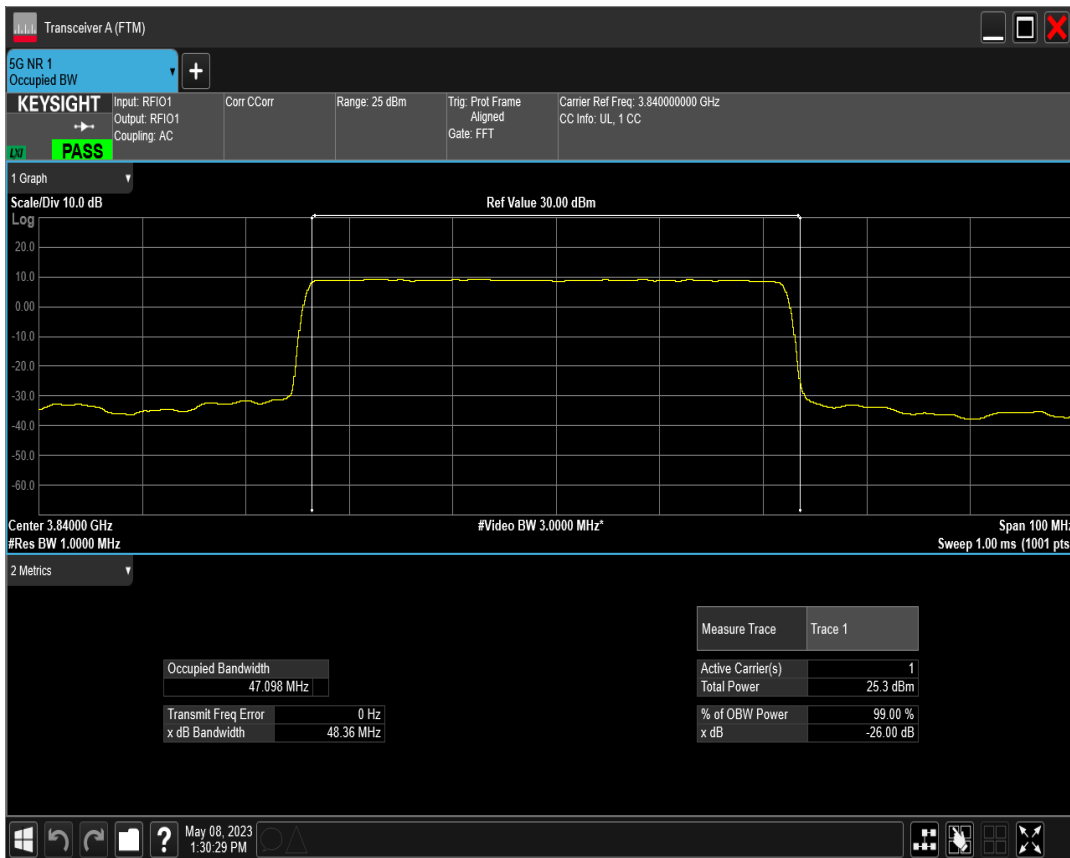 Transceiver A (FTM)
5G NR 1
Occupied BW
+
KEYSIGHT
LXI
PASS
Input: RFIO1
Output: RFIO1
Coupling: AC
Corr CCorr
Range: 25 dBm
Trig: Prot Frame
Aligned
Gate: FFT
Carrier Ref Freq: 3.840000000 GHz
CC Info: UL, 1 CC
1 Graph
Scale/Div 10.0 dB
Ref Value 30.00 dBm
Log
20.0
10.0
0.00
-10.0
-20.0
-30.0
-40.0
-50.0
-60.0
Center 3.84000 GHz
#Video BW 3.0000 MHz*
Span 100 MHz
#Res BW 1.0000 MHz
Sweep 1.00 ms (1001 pts
2 Metrics
Measure Trace Trace 1
Occupied Bandwidth
47.098 MHz
Active Carrier(s) 1
Total Power 25.3 dBm
Transmit Freq Error 0 Hz
x dB Bandwidth 48.36 MHz
% of OBW Power 99.00 %
x dB -26.00 dB
?
May 08, 2023
1:30:29 PM